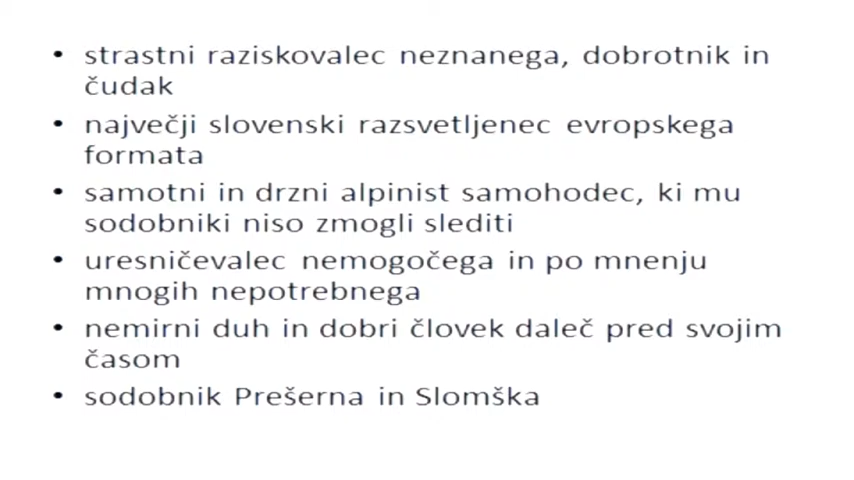 • strastni raziskovalec neznanega, dobrotnik in
čudak
• največji slovenski razsvetljenec evropskega
formata
• samotni in drzni alpinist samohodec, ki mu
sodobniki niso zmogli slediti
• uresničevalec nemogočega in po mnenju
mnogih nepotrebnega
• nemirni duh in dobri človek daleč pred svojim
časom
• sodobnik Prešerna in Slomška